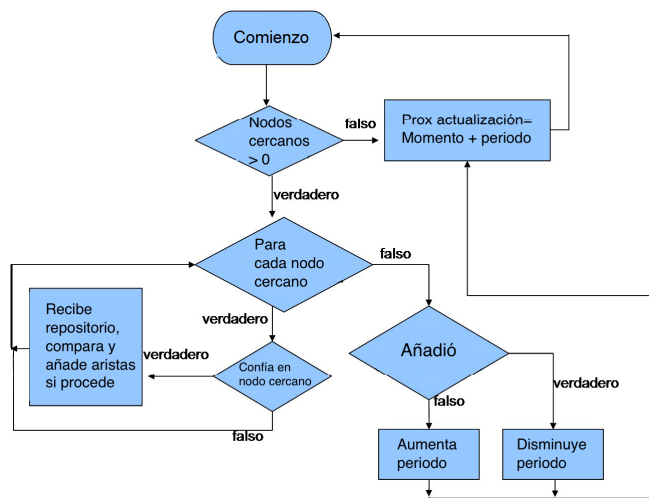 Comienzo
Nodos
cercanos
> 0
falso
Prox actualización=
Momento + periodo
verdadero
Para
cada nodo
cercano
falso
verdadero
Recibe
repositorio,
compara y
añade aristas
si procede
verdadero
Confía en
nodo cercano
falso
Añadió
verdadero
falso
Aumenta
periodo
Disminuye
periodo